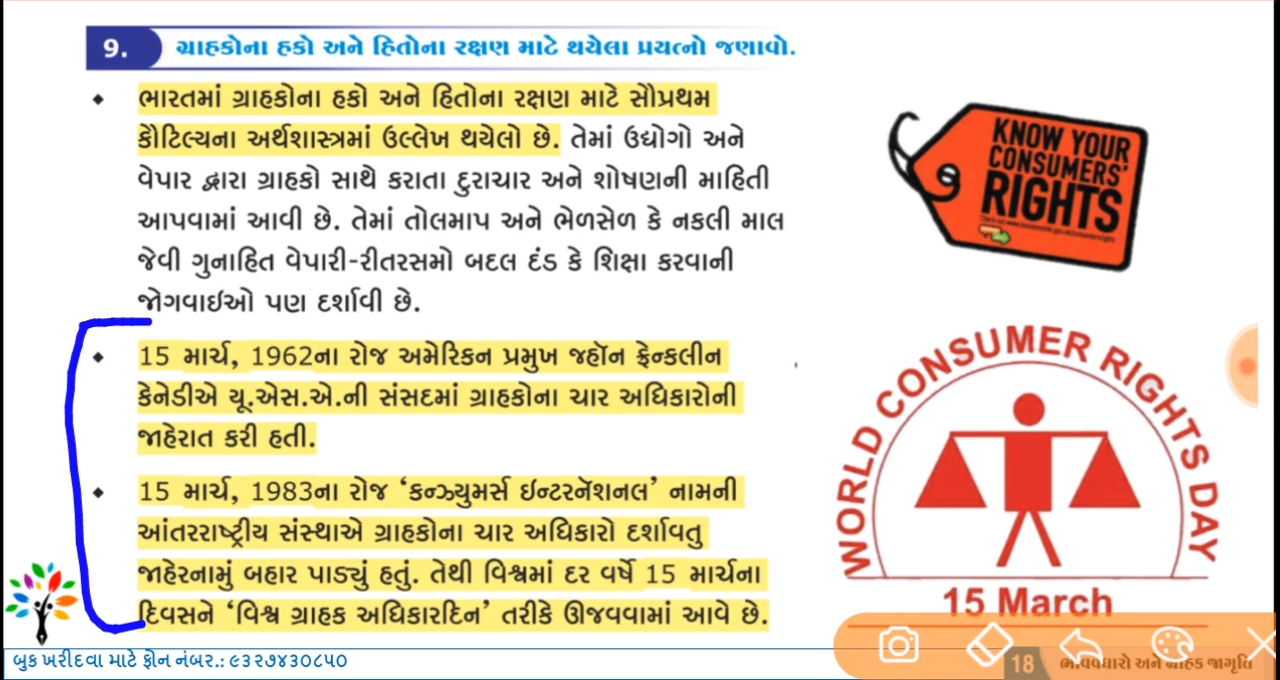 9. ગ્રાહકોના હકો અને હિતોના રક્ષણ માટે થયેલા પ્રયત્નો જણાવો.
ભારતમાં ગ્રાહકોના હકો અને હિતોના રક્ષણ માટે સૌપ્રથમ
કૌટિલ્યના અર્થશાસ્ત્રમાં ઉલ્લેખ થયેલો છે. તેમાં ઉદ્યોગો અને
વેપાર દ્વારા ગ્રાહકો સાથે કરાતા દુરાચાર અને શોષણની માહિતી
આપવામાં આવી છે. તેમાં તોલમાપ અને ભેળસેળ કે નકલી માલ
જેવી ગુનાહિત વેપારી-રીતરસમો બદલ દંડ કે શિક્ષા કરવાની
જોગવાઈઓ પણ દર્શાવી છે.
15 માર્ચ, 1962ના રોજ અમેરિકન પ્રમુખ જ્હૉન ફ્રેન્કલીન
કેનેડીએ યૂ.એસ.એ.ની સંસદમાં ગ્રાહકોના ચાર અધિકારોની
જાહેરાત કરી હતી.
15 માર્ચ, 1983ના રોજ ‘કન્ઝ્યુમર્સ ઇન્ટરનૅશનલ’ નામની
આંતરરાષ્ટ્રીય સંસ્થાએ ગ્રાહકોના ચાર અધિકારો દર્શાવતુ
જાહેરનામું બહાર પાડ્યું હતું. તેથી વિશ્વમાં દર વર્ષે 15 માર્ચના
દિવસને ‘વિશ્વ ગ્રાહક અધિકારદિન’ તરીકે ઊજવવામાં આવે છે.
KNOW YOUR
CONSUMERS'
RIGHTS
WORLD CONSUMER RIGHTS DAY
15 March
બુક ખરીદવા માટે ફોન નંબર.: ૯૩૨૭૪૩૦૮૫૦
18 ભાવવધારો અને ગ્રાહક જાગૃતિ